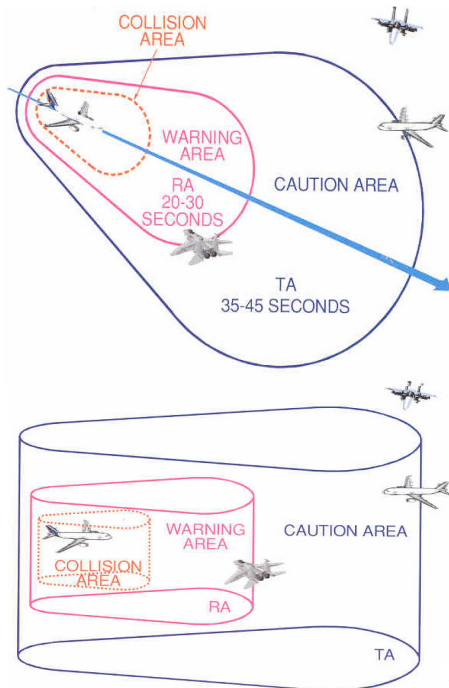 COLLISION
AREA
WARNING
AREA
RA
20-30
SECONDS
CAUTION AREA
TA
35-45 SECONDS
WARNING
AREA
CAUTION AREA
COLLISION
AREA
RA
TA